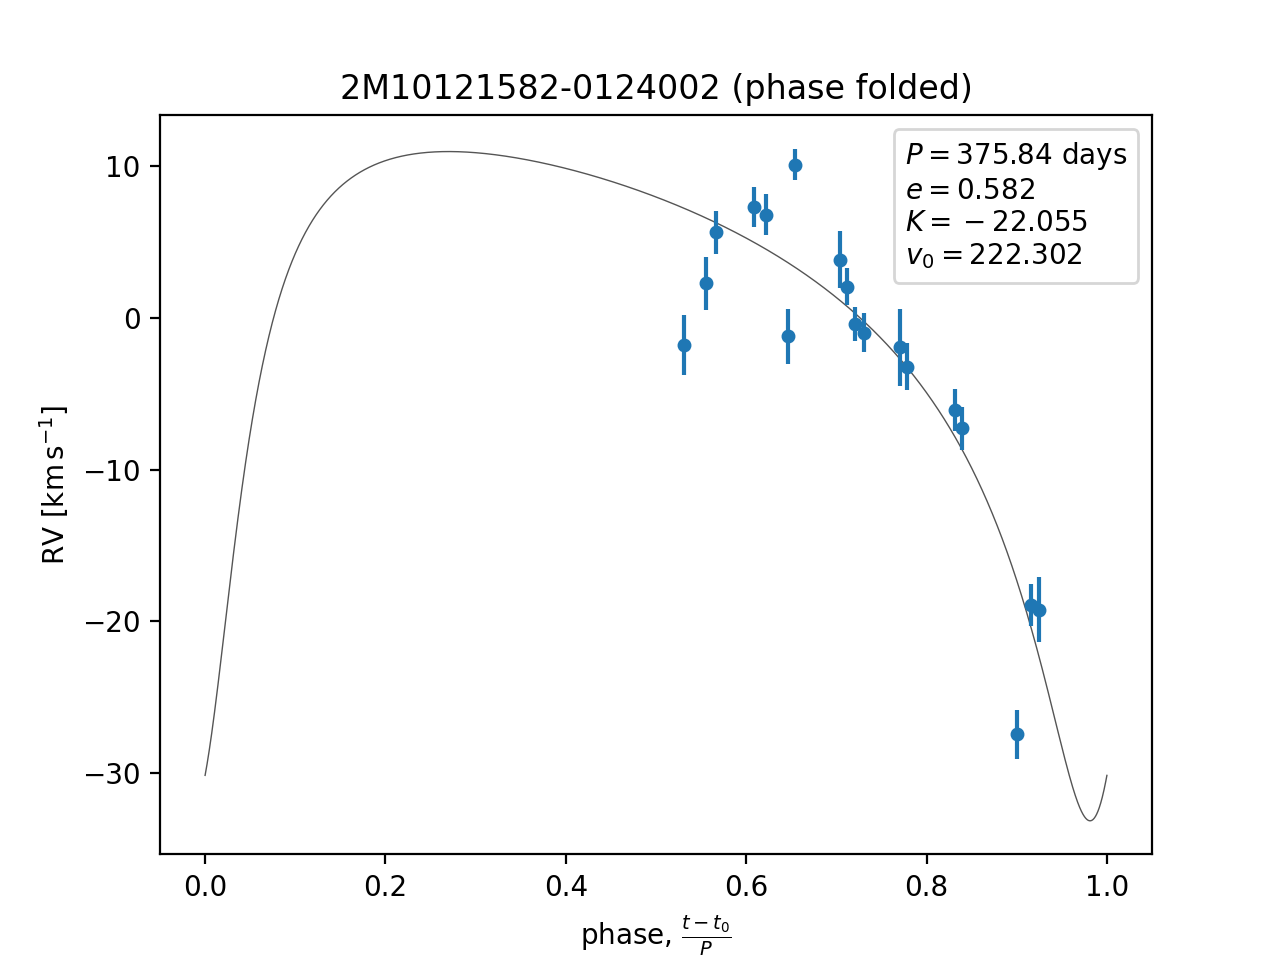 2M10121582-0124002 (phase folded)
P = 375.84 days
e = 0.582
K = −22.055
v₀ = 222.302
RV [km s⁻¹]
10
0
−10
−20
−30
0.0 0.2 0.4 0.6 0.8 1.0
phase, (t − t₀)/P